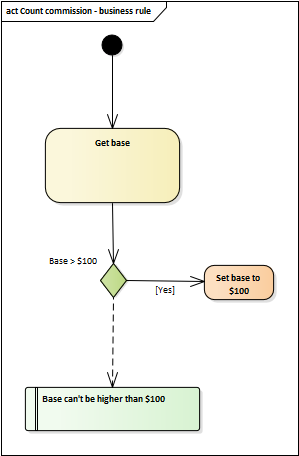 act Count commission - business rule
Get base
Base > $100
[Yes]
Set base to
$100
Base can't be higher than $100